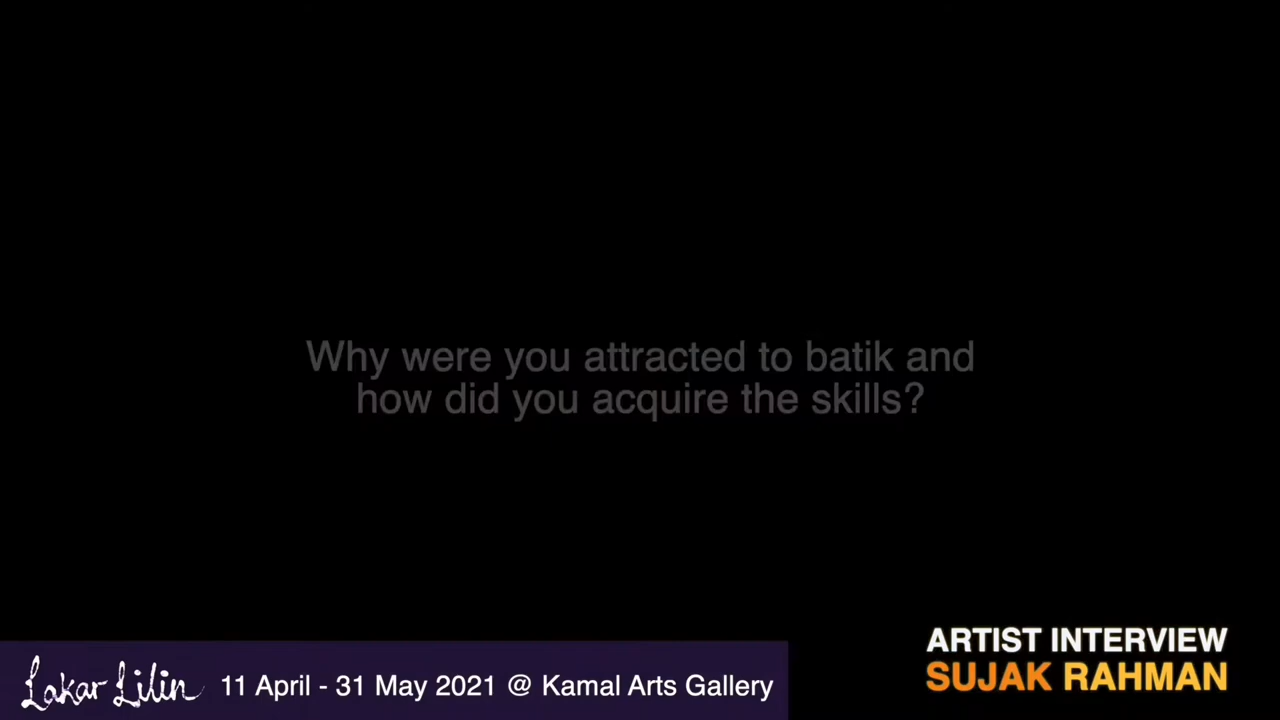 Why were you attracted to batik and
how did you acquire the skills?
ARTIST INTERVIEW
SUJAK RAHMAN
Lakar Lilin 11 April - 31 May 2021 @ Kamal Arts Gallery